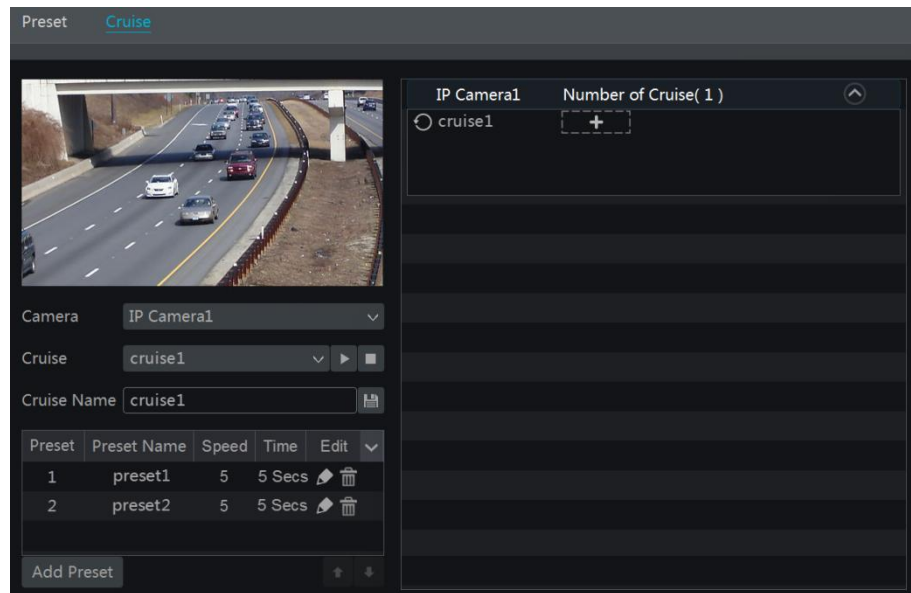 Preset Cruise
IP Camera1 Number of Cruise( 1 )
cruise1
Camera IP Camera1
Cruise cruise1
Cruise Name cruise1
Preset Preset Name Speed Time Edit
1 preset1 5 5 Secs
2 preset2 5 5 Secs
Add Preset